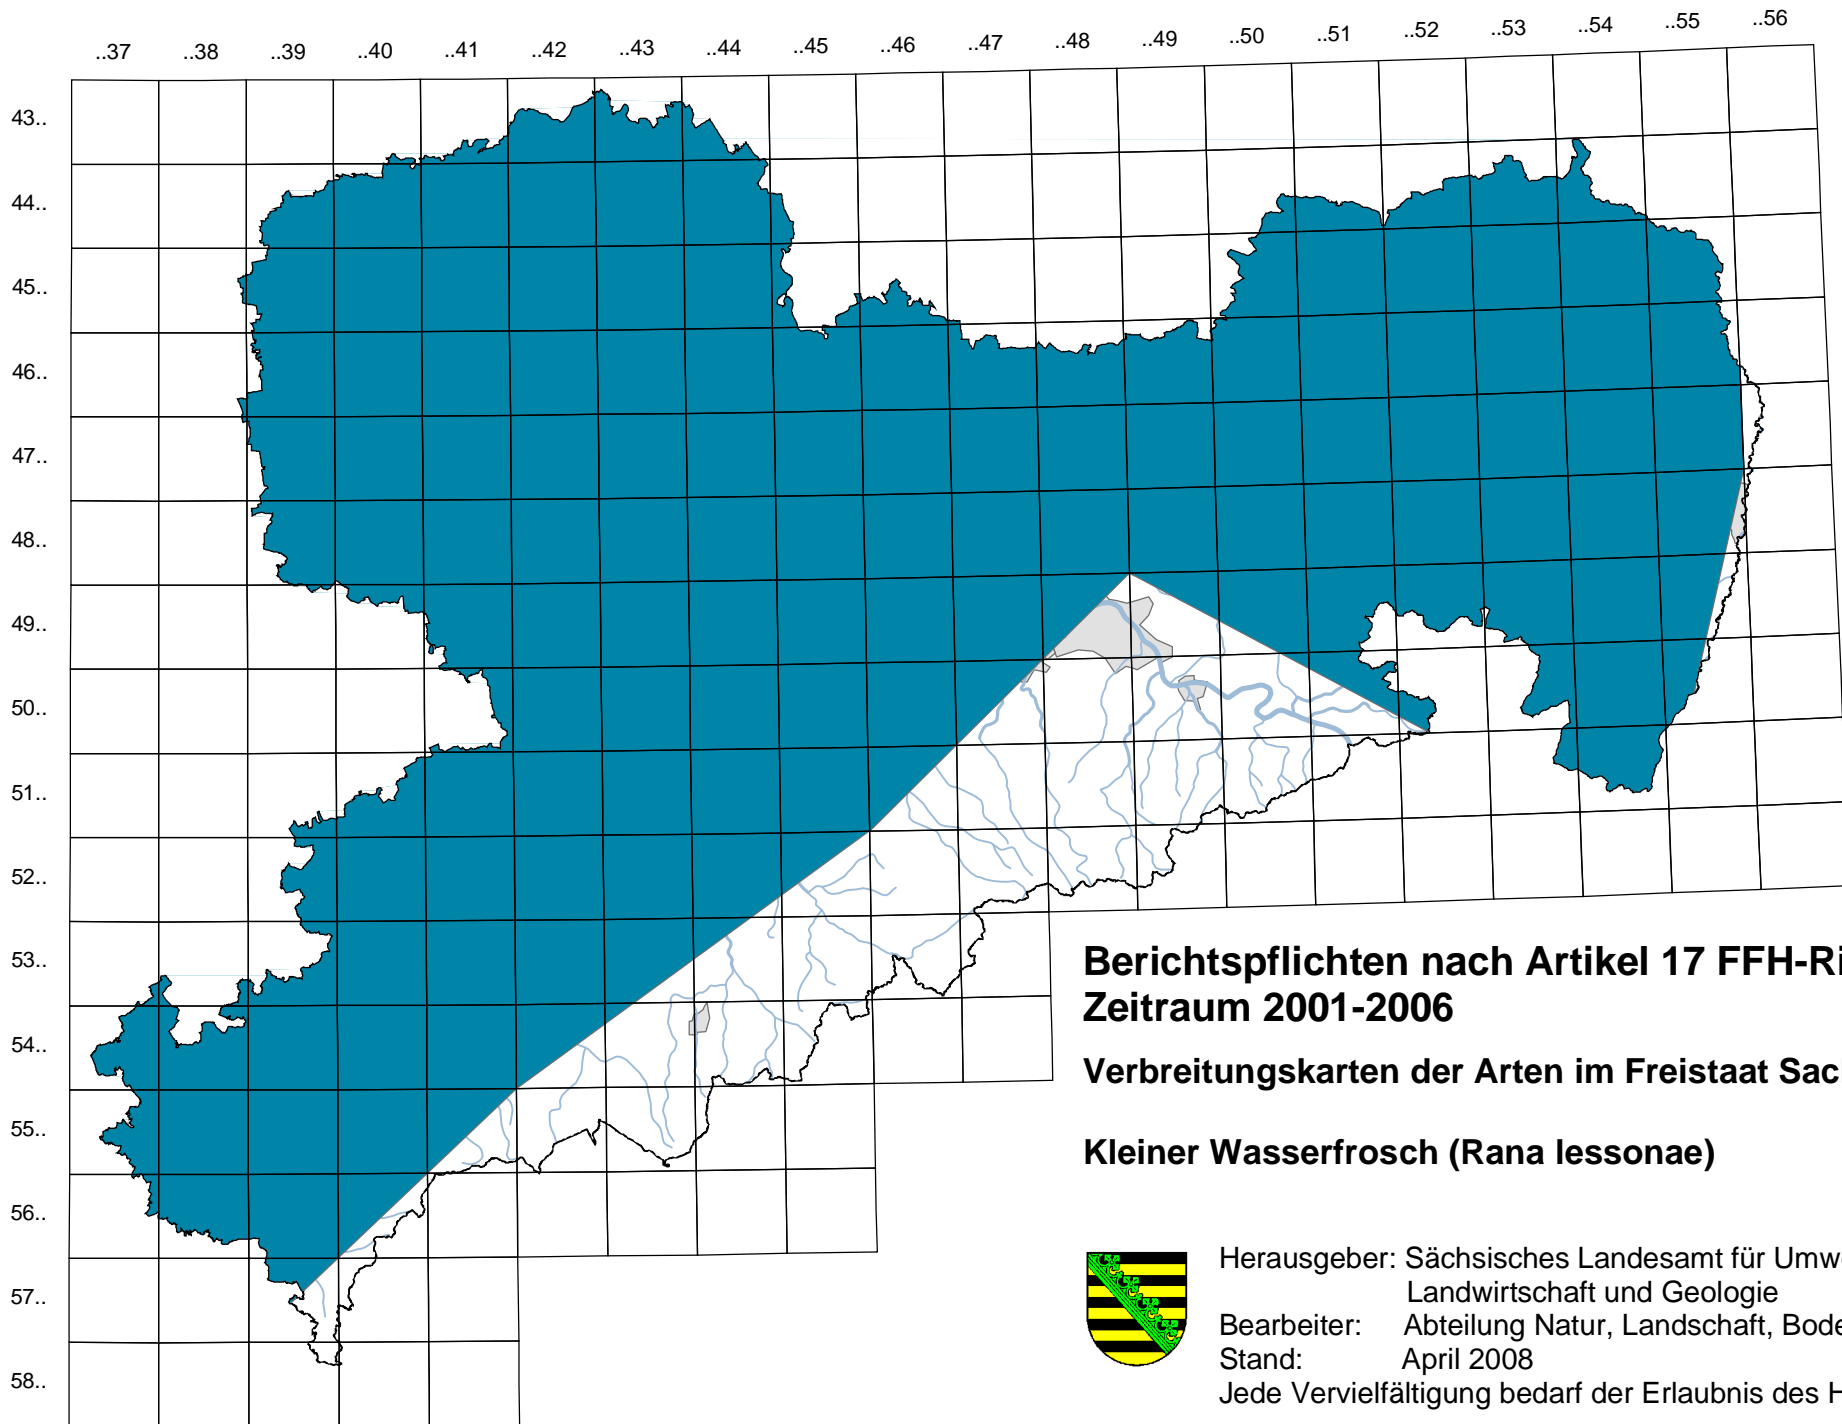 ..37 ..38 ..39 ..40 ..41 ..42 ..43 ..44 ..45 ..46 ..47 ..48 ..49 ..50 ..51 ..52 ..53 ..54 ..55 ..56
43..
44..
45..
46..
47..
48..
49..
50..
51..
52..
53..
54..
55..
56..
57..
58..
Berichtspflichten nach Artikel 17 FFH-Ri
Zeitraum 2001-2006
Verbreitungskarten der Arten im Freistaat Sac
Kleiner Wasserfrosch (Rana lessonae)
Herausgeber: Sächsisches Landesamt für Umw
Landwirtschaft und Geologie
Bearbeiter: Abteilung Natur, Landschaft, Bode
Stand: April 2008
Jede Vervielfältigung bedarf der Erlaubnis des H